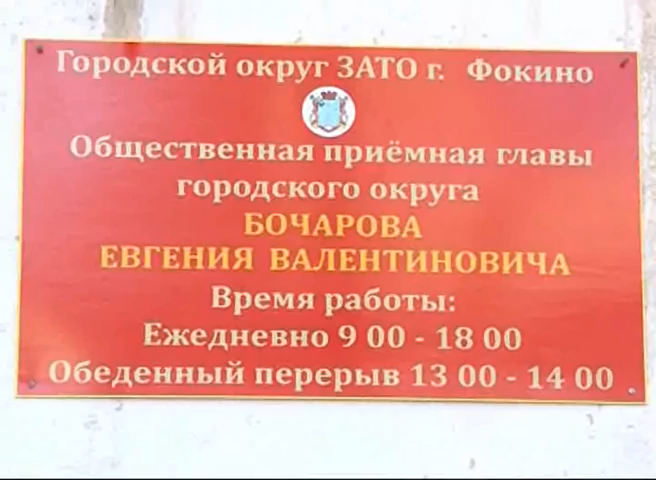 Городской округ ЗАТО г. Фокино
Общественная приёмная главы
городского округа
БОЧАРОВА
ЕВГЕНИЯ ВАЛЕНТИНОВИЧА
Время работы:
Ежедневно 9 00 - 18 00
Обеденный перерыв 13 00 - 14 00